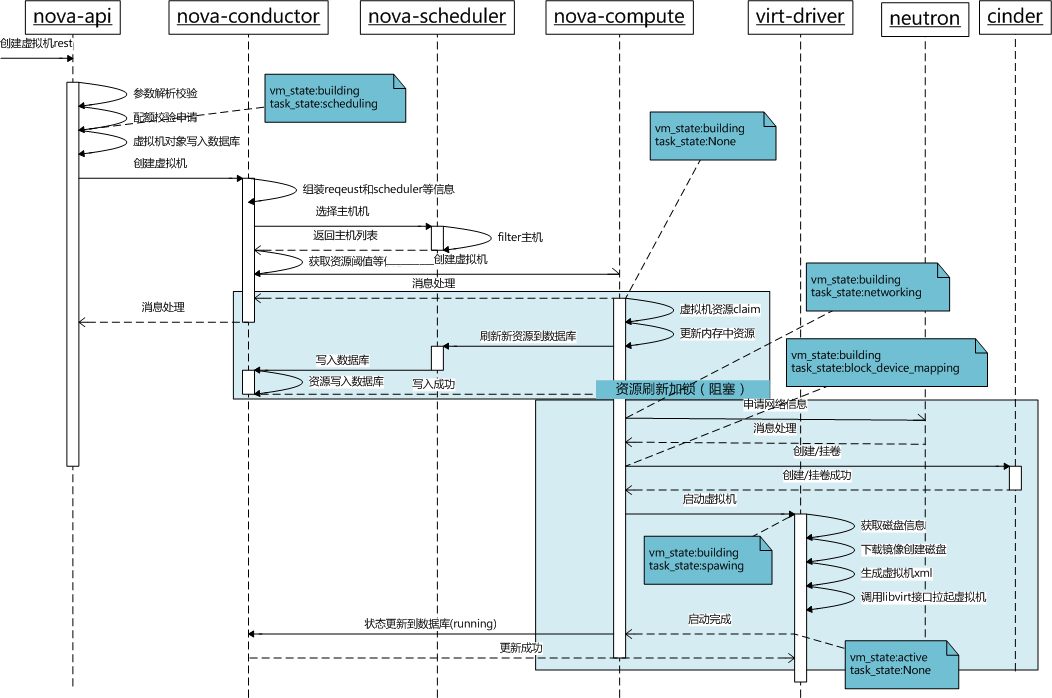 nova-api
nova-conductor
nova-scheduler
nova-compute
virt-driver
neutron
cinder
创建虚拟机rest
参数解析校验
vm_state:building
task_state:scheduling
配额校验申请
虚拟机对象写入数据库
vm_state:building
task_state:None
创建虚拟机
组装reqeust和scheduler等信息
选择主机机
返回主机列表
filter主机
获取资源阈值等
创建虚拟机
消息处理
vm_state:building
task_state:networking
消息处理
虚拟机资源claim
刷新新资源到数据库
更新内存中资源
vm_state:building
task_state:block_device_mapping
写入数据库
资源写入数据库
写入成功
资源刷新加锁（阻塞）
申请网络信息
消息处理
创建/挂卷
创建/挂卷成功
启动虚拟机
获取磁盘信息
vm_state:building
task_state:spawing
下载镜像创建磁盘
生成虚拟机xml
调用libvirt接口拉起虚拟机
状态更新到数据库(running)
启动完成
更新成功
vm_state:active
task_state:None